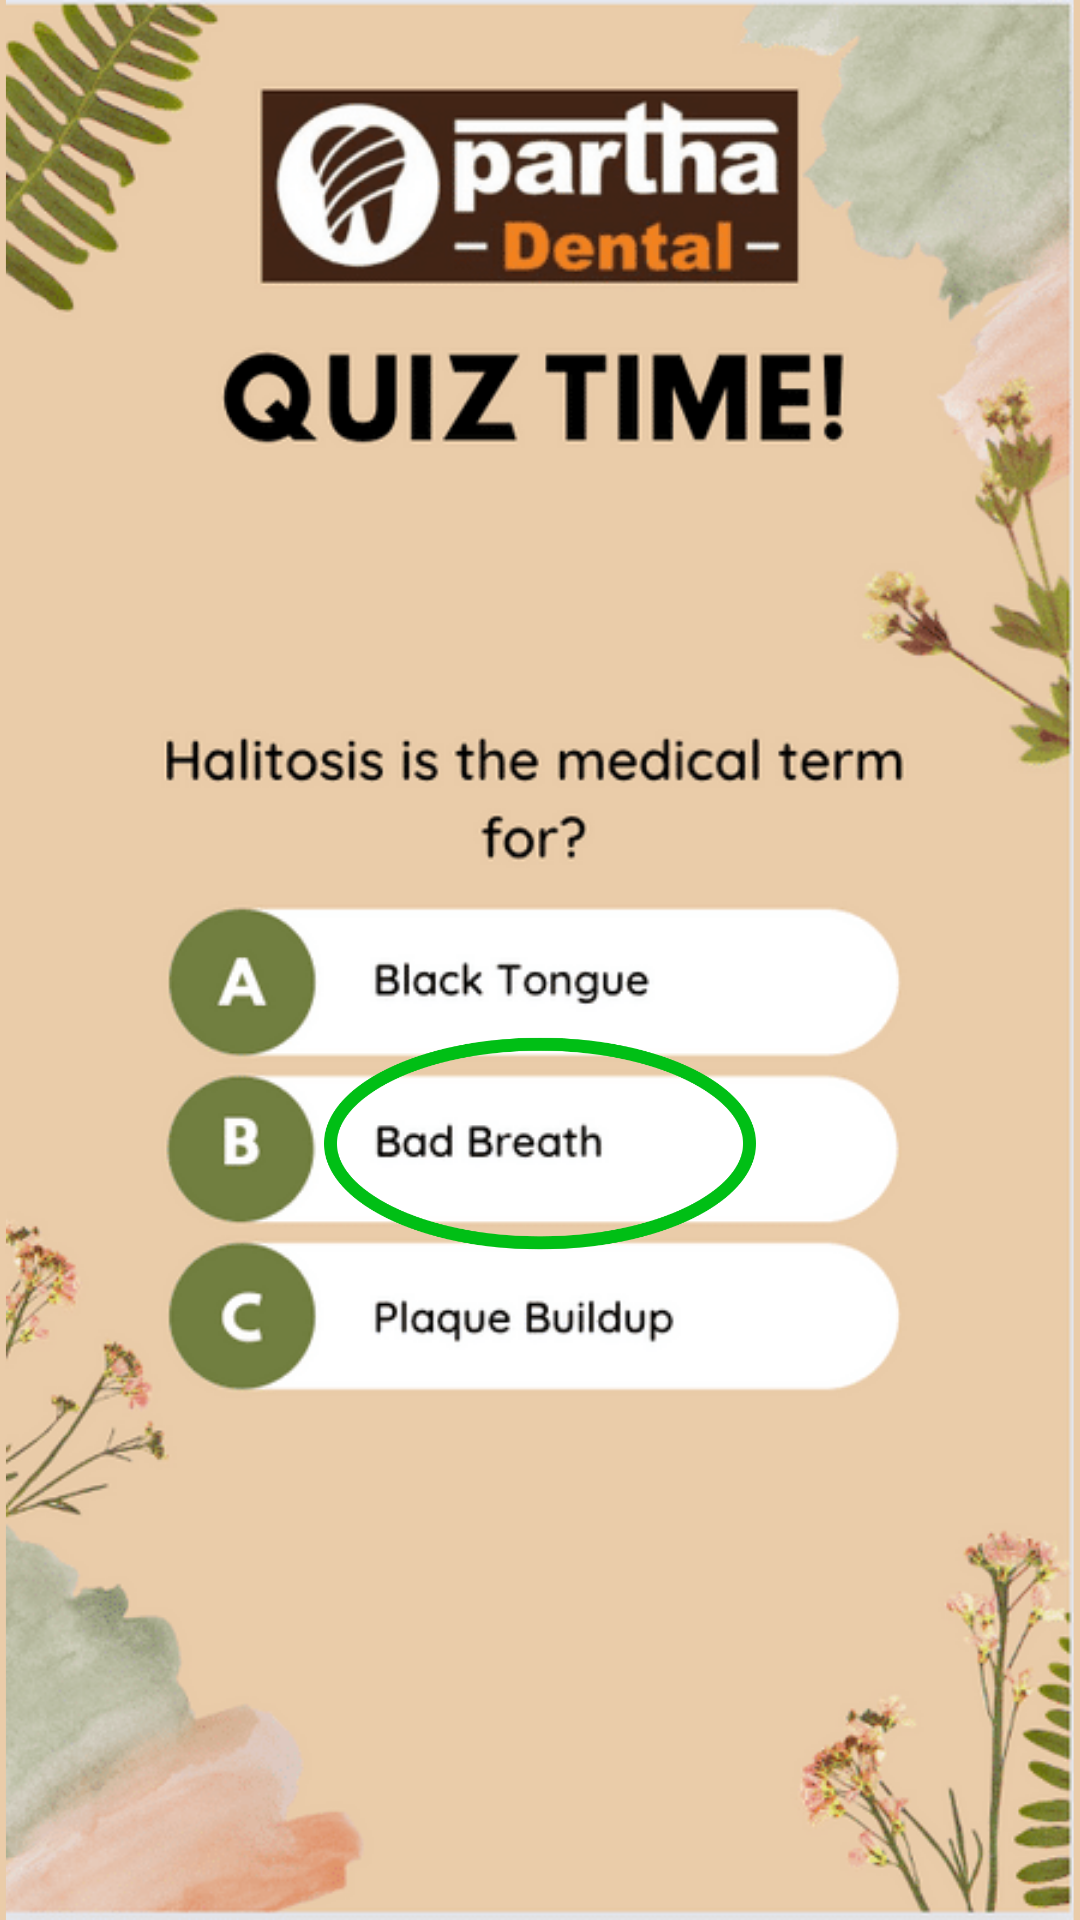 partha
Dental
QUIZ TIME!
Halitosis is the medical term
for?
A Black Tongue
B Bad Breath
C Plaque Buildup